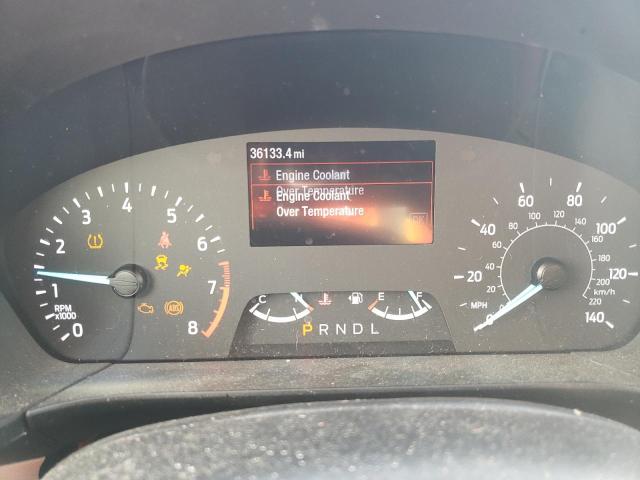 36133.4 mi
Engine Coolant
Over Temperature
Engine Coolant
Over Temperature
OK
0 1 2 3 4 5 6 7 8
RPM
x1000
ABS
C H E F
P R N D L
0 20 40 60 80 100 120 140
MPH
20 40 60 80 100 120 140 160 180 200 220
km/h